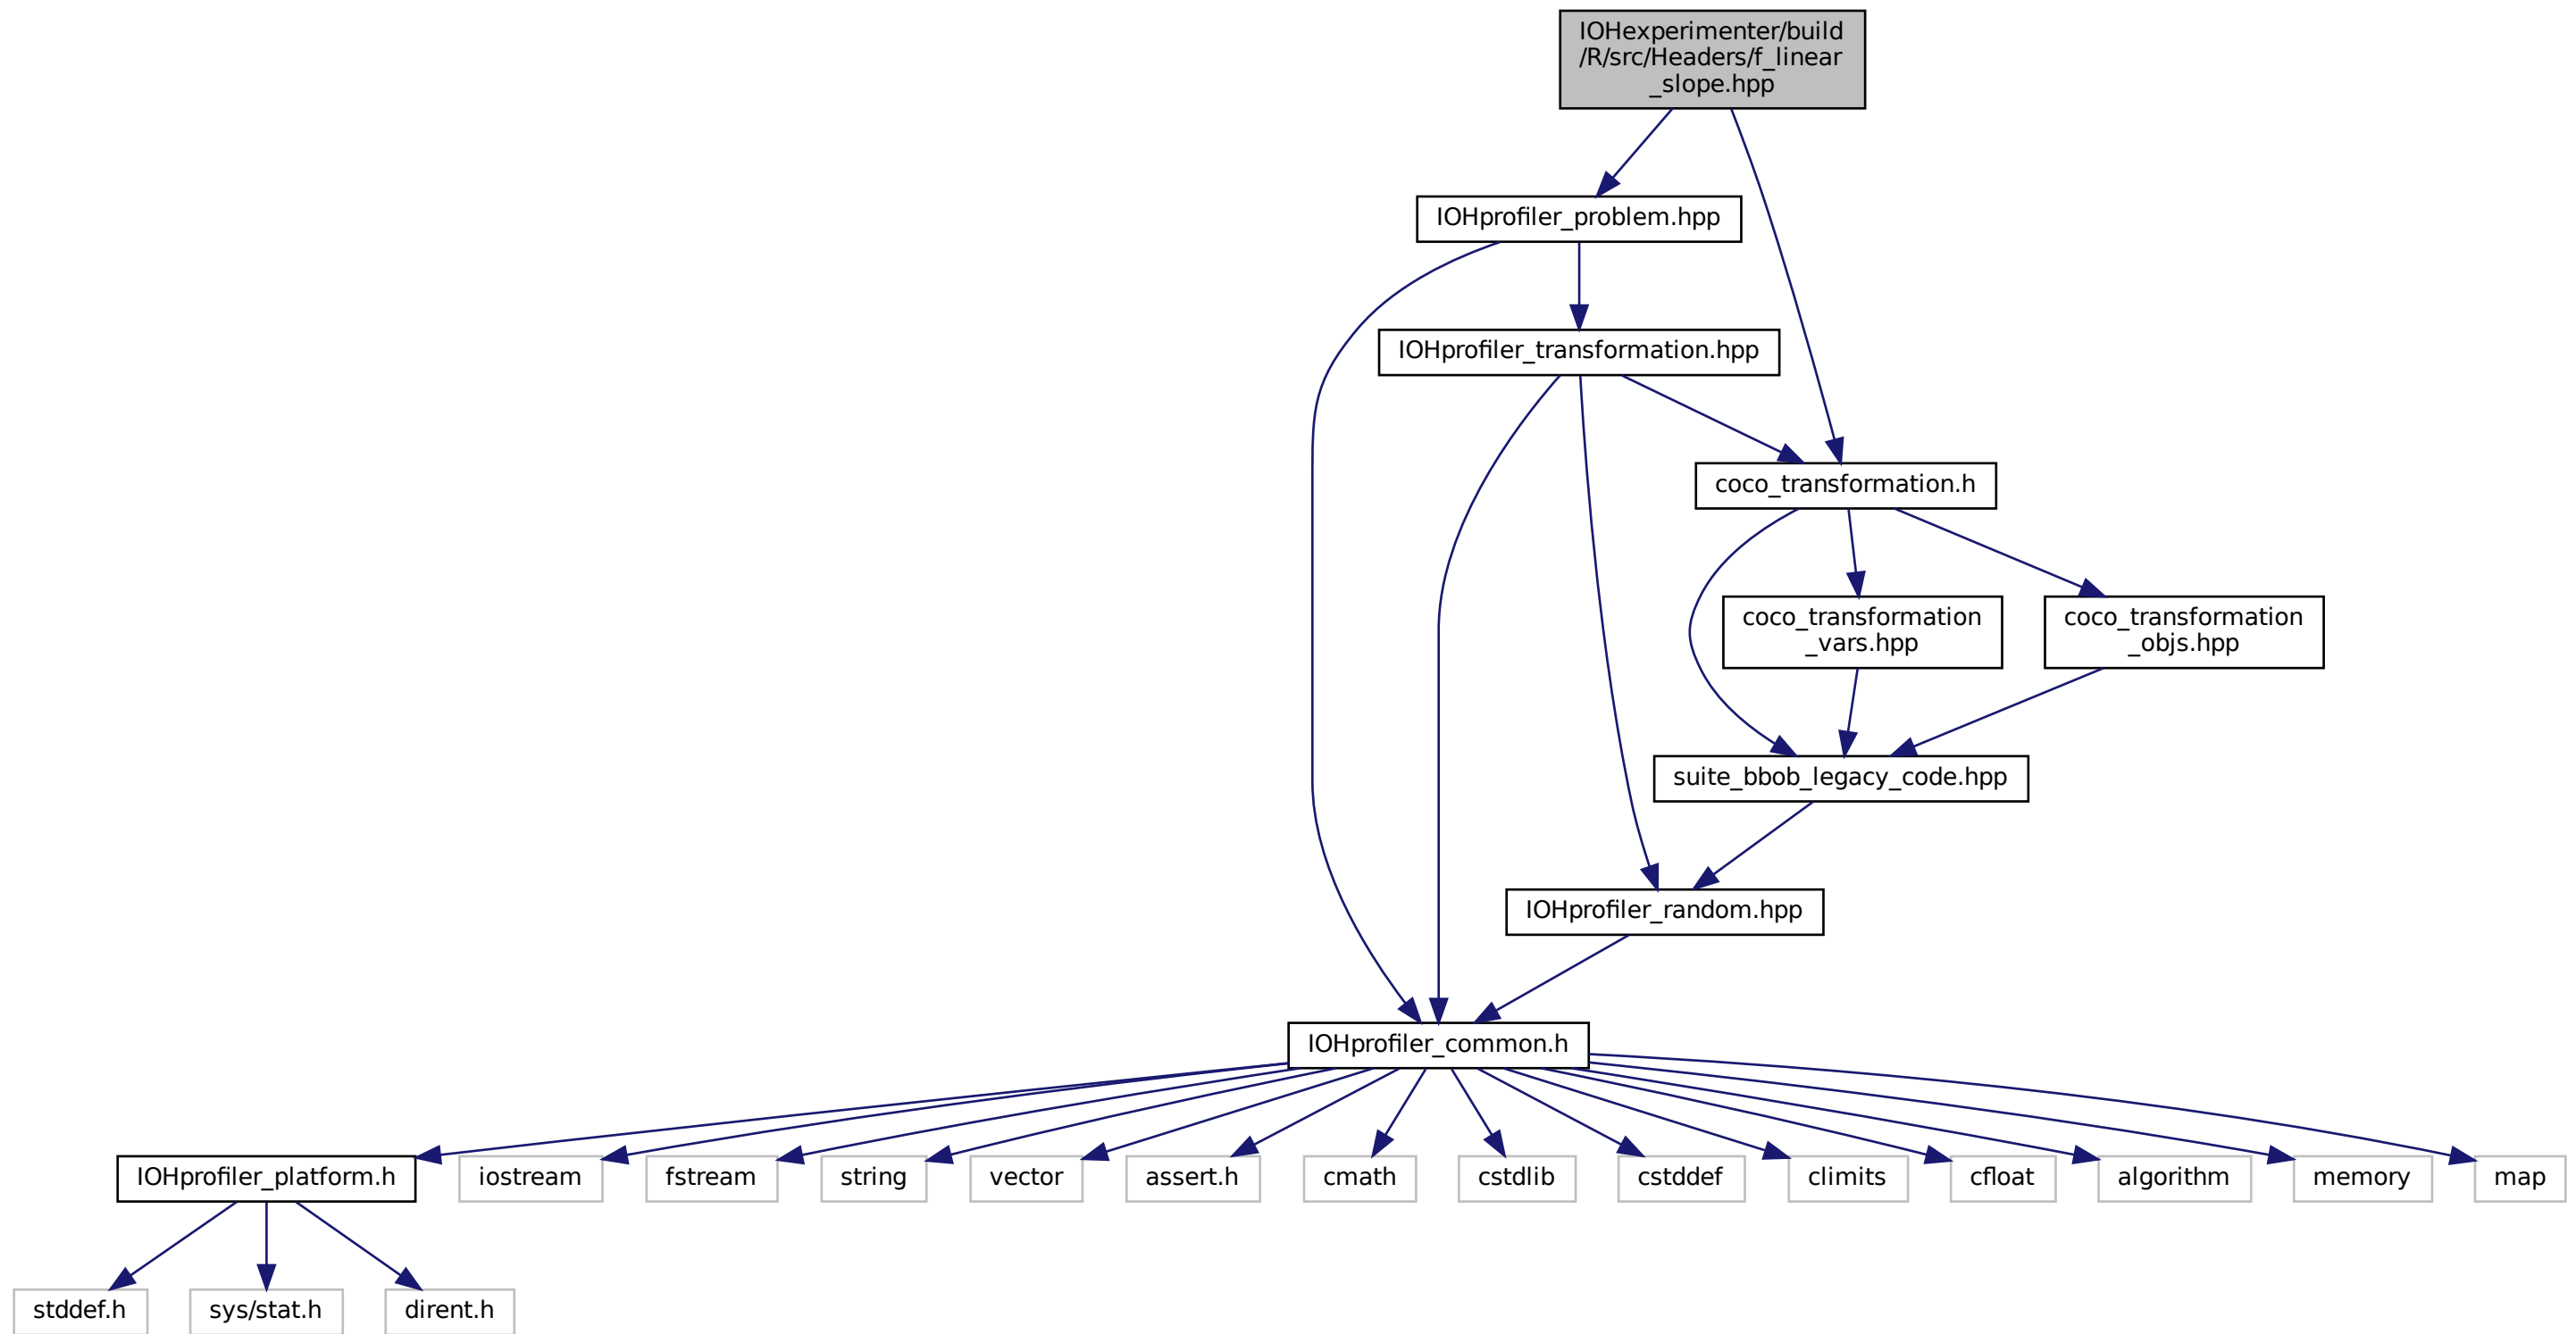 IOHexperimenter/build
/R/src/Headers/f_linear
_slope.hpp
IOHprofiler_problem.hpp
IOHprofiler_transformation.hpp
coco_transformation.h
coco_transformation
_vars.hpp
coco_transformation
_objs.hpp
suite_bbob_legacy_code.hpp
IOHprofiler_random.hpp
IOHprofiler_common.h
IOHprofiler_platform.h
iostream
fstream
string
vector
assert.h
cmath
cstdlib
cstddef
climits
cfloat
algorithm
memory
map
stddef.h
sys/stat.h
dirent.h